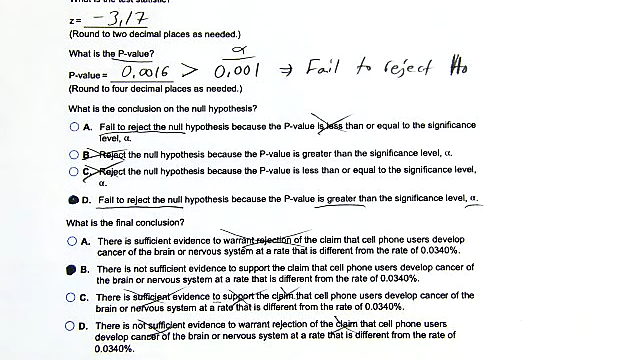 z = -3.17
(Round to two decimal places as needed.)
What is the P-value? α
P-value = 0.0016 > 0.001 ⇒ Fail to reject H₀
(Round to four decimal places as needed.)
What is the conclusion on the null hypothesis?
A. Fail to reject the null hypothesis because the P-value is less than or equal to the significance
level, α.
B. Reject the null hypothesis because the P-value is greater than the significance level, α.
C. Reject the null hypothesis because the P-value is less than or equal to the significance level,
α.
D. Fail to reject the null hypothesis because the P-value is greater than the significance level, α.
What is the final conclusion?
A. There is sufficient evidence to warrant rejection of the claim that cell phone users develop
cancer of the brain or nervous system at a rate that is different from the rate of 0.0340%.
B. There is not sufficient evidence to support the claim that cell phone users develop cancer of
the brain or nervous system at a rate that is different from the rate of 0.0340%.
C. There is sufficient evidence to support the claim that cell phone users develop cancer of the
brain or nervous system at a rate that is different from the rate of 0.0340%.
D. There is not sufficient evidence to warrant rejection of the claim that cell phone users
develop cancer of the brain or nervous system at a rate that is different from the rate of
0.0340%.